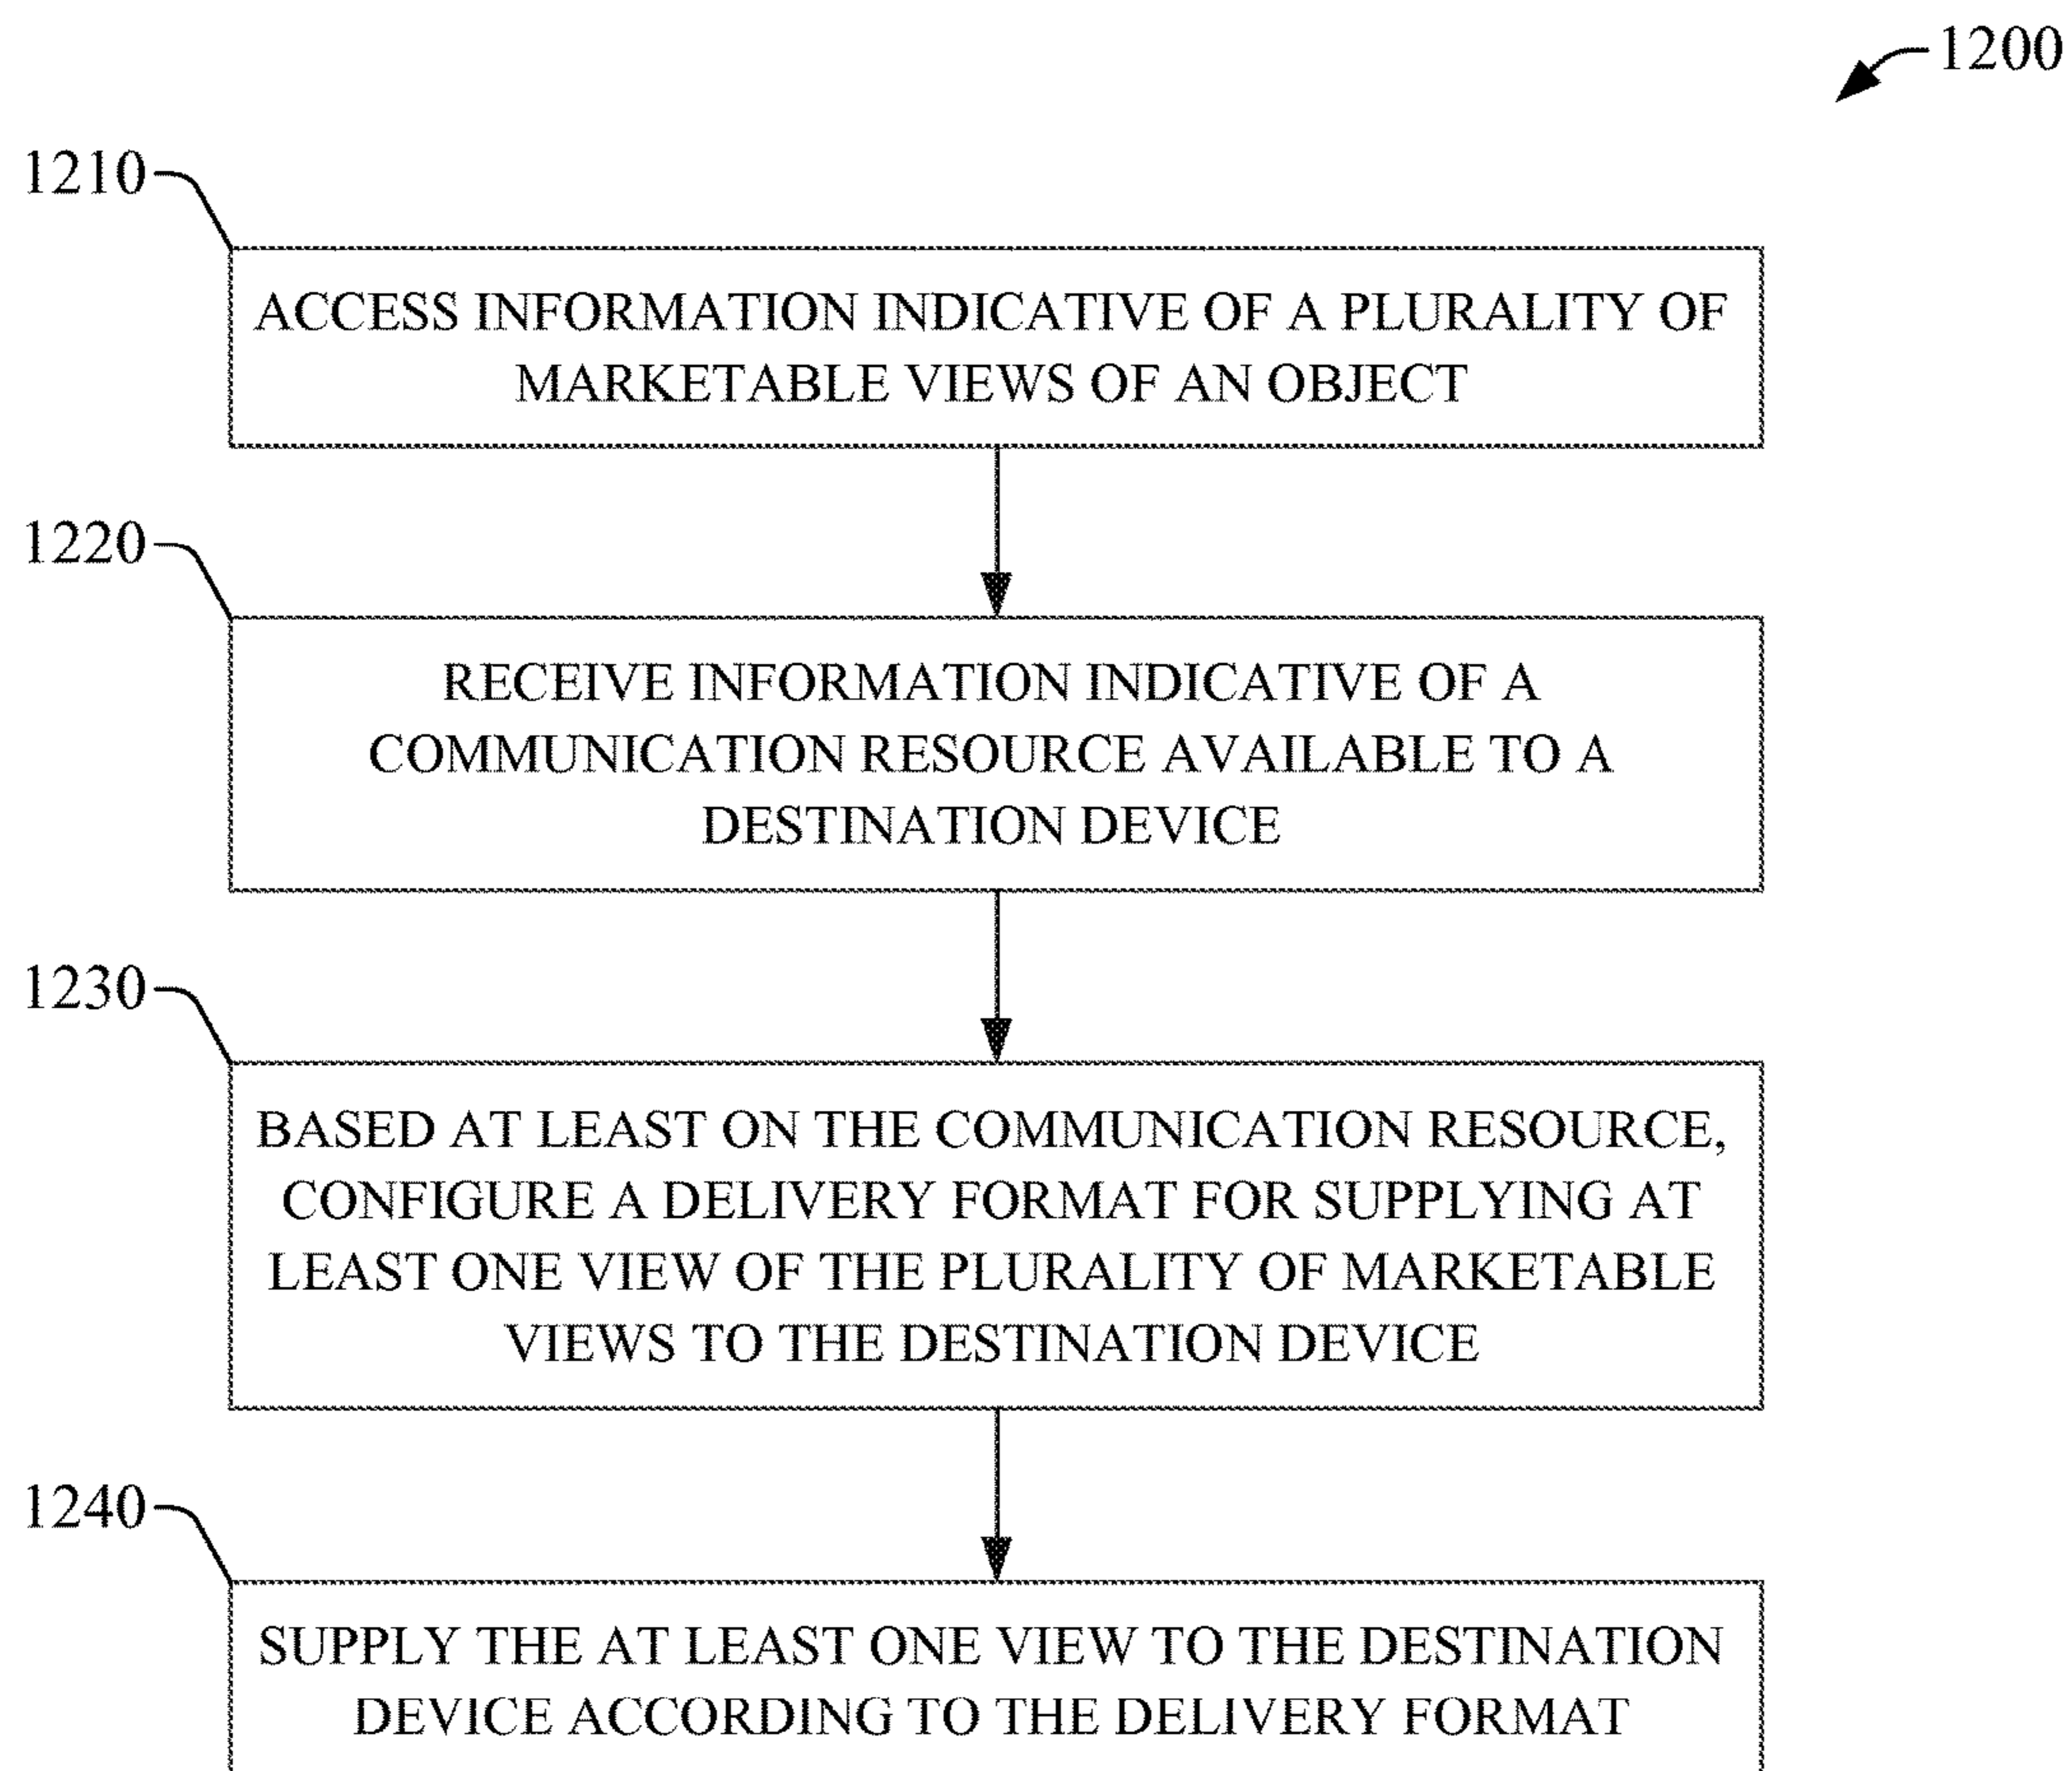 1200
1210
ACCESS INFORMATION INDICATIVE OF A PLURALITY OF
MARKETABLE VIEWS OF AN OBJECT
1220
RECEIVE INFORMATION INDICATIVE OF A
COMMUNICATION RESOURCE AVAILABLE TO A
DESTINATION DEVICE
1230
BASED AT LEAST ON THE COMMUNICATION RESOURCE,
CONFIGURE A DELIVERY FORMAT FOR SUPPLYING AT
LEAST ONE VIEW OF THE PLURALITY OF MARKETABLE
VIEWS TO THE DESTINATION DEVICE
1240
SUPPLY THE AT LEAST ONE VIEW TO THE DESTINATION
DEVICE ACCORDING TO THE DELIVERY FORMAT